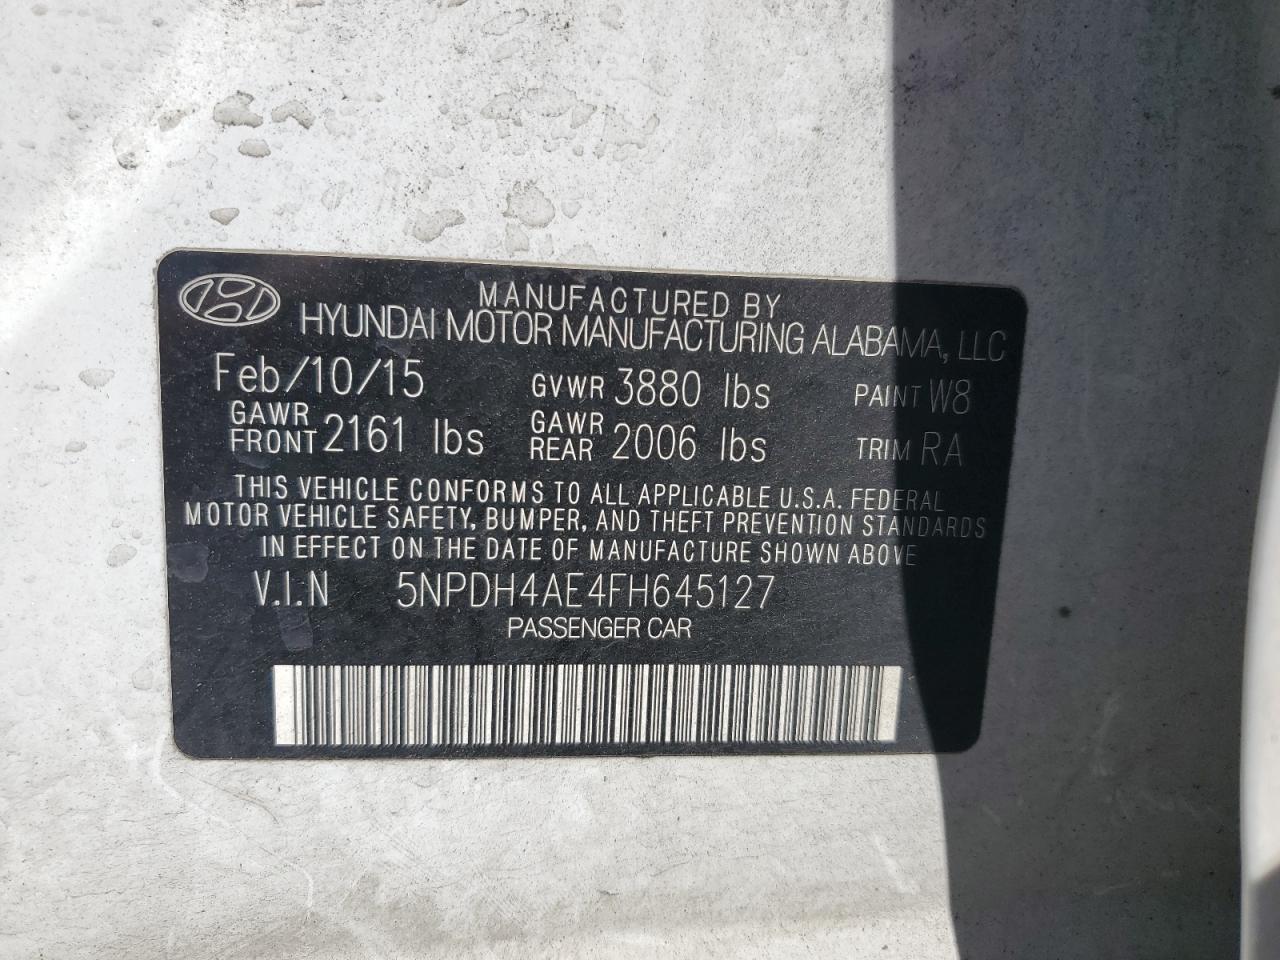 MANUFACTURED BY
HYUNDAI MOTOR MANUFACTURING ALABAMA, LLC
Feb/10/15 GVWR 3880 lbs PAINT W8
GAWR FRONT 2161 lbs GAWR REAR 2006 lbs TRIM RA
THIS VEHICLE CONFORMS TO ALL APPLICABLE U.S.A. FEDERAL
MOTOR VEHICLE SAFETY, BUMPER, AND THEFT PREVENTION STANDARDS
IN EFFECT ON THE DATE OF MANUFACTURE SHOWN ABOVE
V.I.N 5NPDH4AE4FH645127
PASSENGER CAR